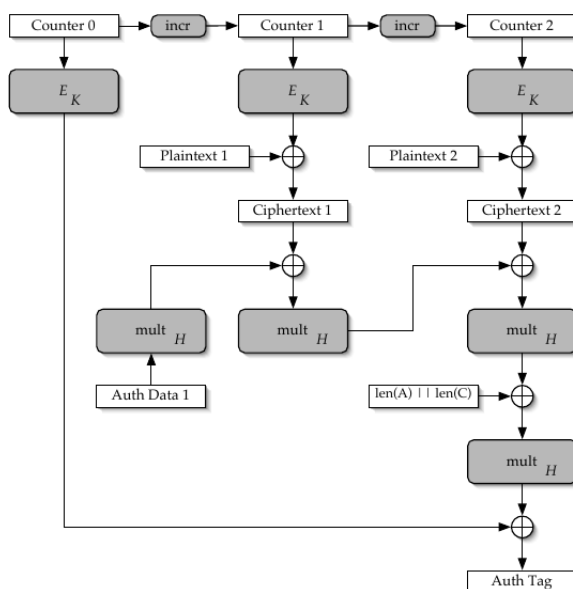 Counter 0
incr
Counter 1
incr
Counter 2
E K
E K
E K
Plaintext 1
Plaintext 2
Ciphertext 1
Ciphertext 2
mult H
mult H
mult H
Auth Data 1
len(A) || len(C)
mult H
Auth Tag